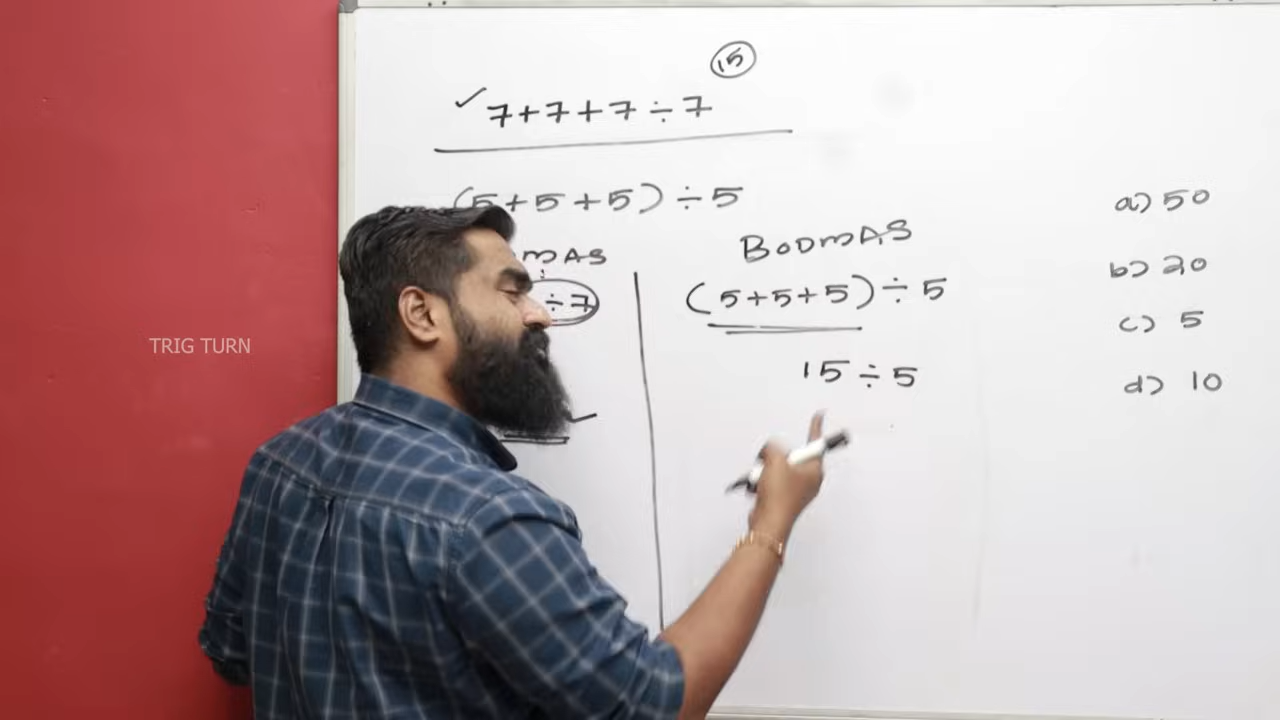 15
✓ 7+7+7÷7
(5+5+5)÷5
MAS
÷7
BODMAS
(5+5+5)÷5
15÷5
a) 50
b) 20
c) 5
d) 10
TRIG TURN